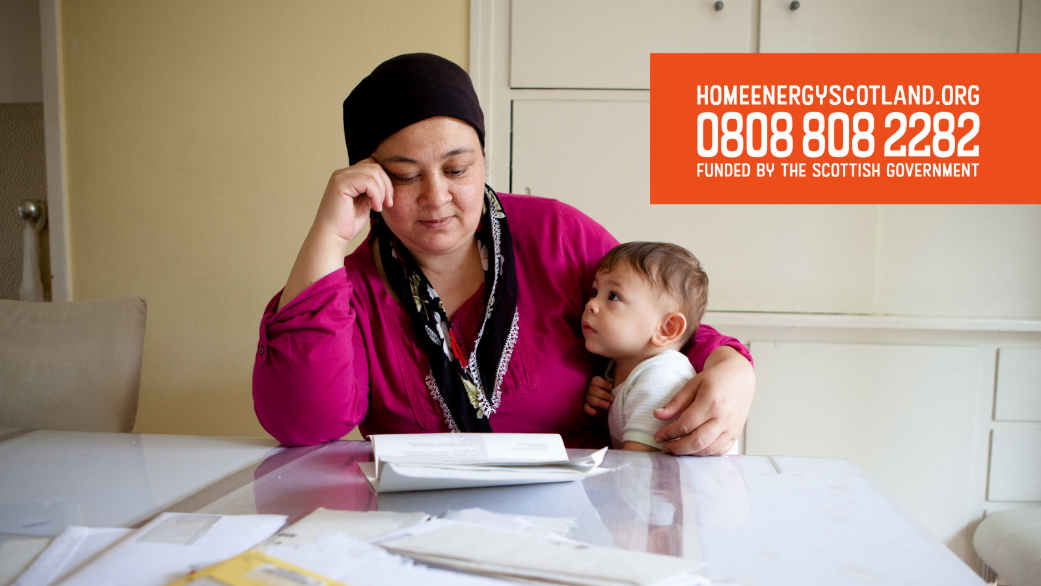 HOMEENERGYSCOTLAND.ORG
0808 808 2282
FUNDED BY THE SCOTTISH GOVERNMENT